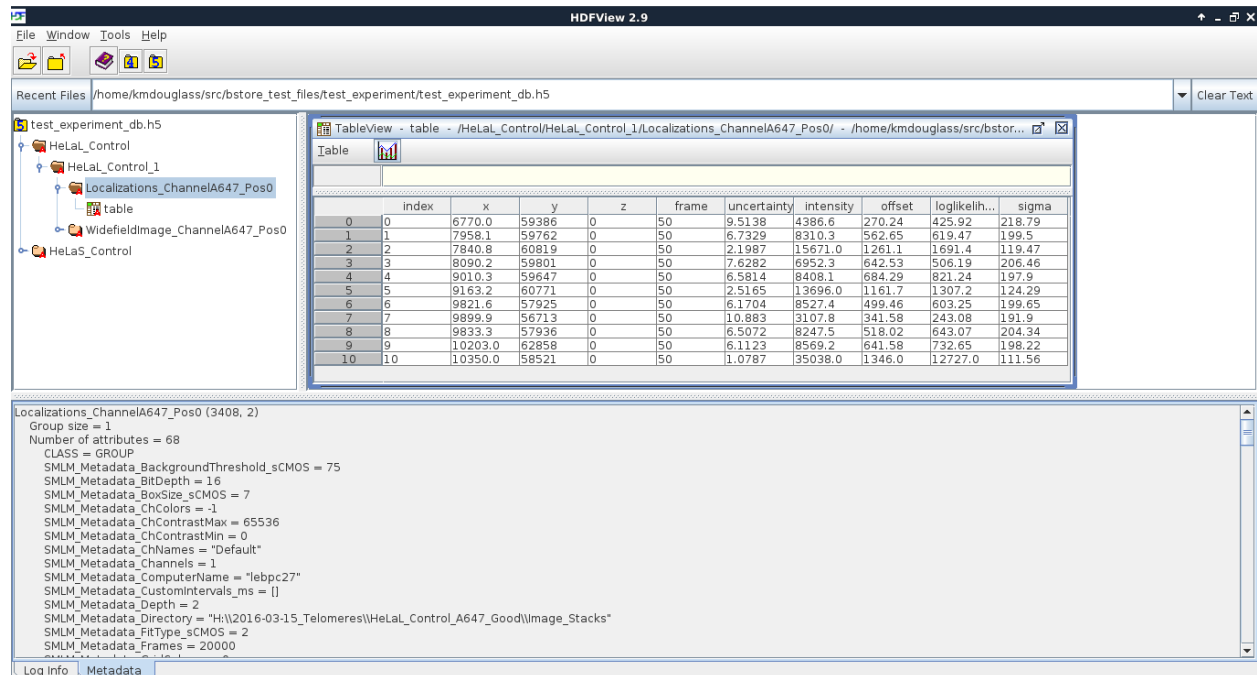 HDFView 2.9
File Window Tools Help
Recent Files /home/kmdouglass/src/bstore_test_files/test_experiment/test_experiment_db.h5 Clear Text
test_experiment_db.h5
HeLaL_Control
HeLaL_Control_1
Localizations_ChannelA647_Pos0
table
WidefieldImage_ChannelA647_Pos0
HeLaS_Control
TableView - table - /HeLaL_Control/HeLaL_Control_1/Localizations_ChannelA647_Pos0/ - /home/kmdouglass/src/bstor...
Table
index x y z frame uncertainty intensity offset loglikelih... sigma
0 0 6770.0 59386 0 50 9.5138 4386.6 270.24 425.92 218.79
1 1 7958.1 59762 0 50 6.7329 8310.3 562.65 619.47 199.5
2 2 7840.8 60819 0 50 2.1987 15671.0 1261.1 1691.4 119.47
3 3 8090.2 59801 0 50 7.6282 6952.3 642.53 506.19 206.46
4 4 9010.3 59647 0 50 6.5814 8408.1 684.29 821.24 197.9
5 5 9163.2 60771 0 50 2.5165 13696.0 1161.7 1307.2 124.29
6 6 9821.6 57925 0 50 6.1704 8527.4 499.46 603.25 199.65
7 7 9899.9 56713 0 50 10.883 3107.8 341.58 243.08 191.9
8 8 9833.3 57936 0 50 6.5072 8247.5 518.02 643.07 204.34
9 9 10203.0 62858 0 50 6.1123 8569.2 641.58 732.65 198.22
10 10 10350.0 58521 0 50 1.0787 35038.0 1346.0 12727.0 111.56
Localizations_ChannelA647_Pos0 (3408, 2)
Group size = 1
Number of attributes = 68
CLASS = GROUP
SMLM_Metadata_BackgroundThreshold_sCMOS = 75
SMLM_Metadata_BitDepth = 16
SMLM_Metadata_BoxSize_sCMOS = 7
SMLM_Metadata_ChColors = -1
SMLM_Metadata_ChContrastMax = 65536
SMLM_Metadata_ChContrastMin = 0
SMLM_Metadata_ChNames = "Default"
SMLM_Metadata_Channels = 1
SMLM_Metadata_ComputerName = "lebpc27"
SMLM_Metadata_CustomIntervals_ms = []
SMLM_Metadata_Depth = 2
SMLM_Metadata_Directory = "H:\\2016-03-15_Telomeres\\HeLaL_Control_A647_Good\\Image_Stacks"
SMLM_Metadata_FitType_sCMOS = 2
SMLM_Metadata_Frames = 20000
Log Info Metadata